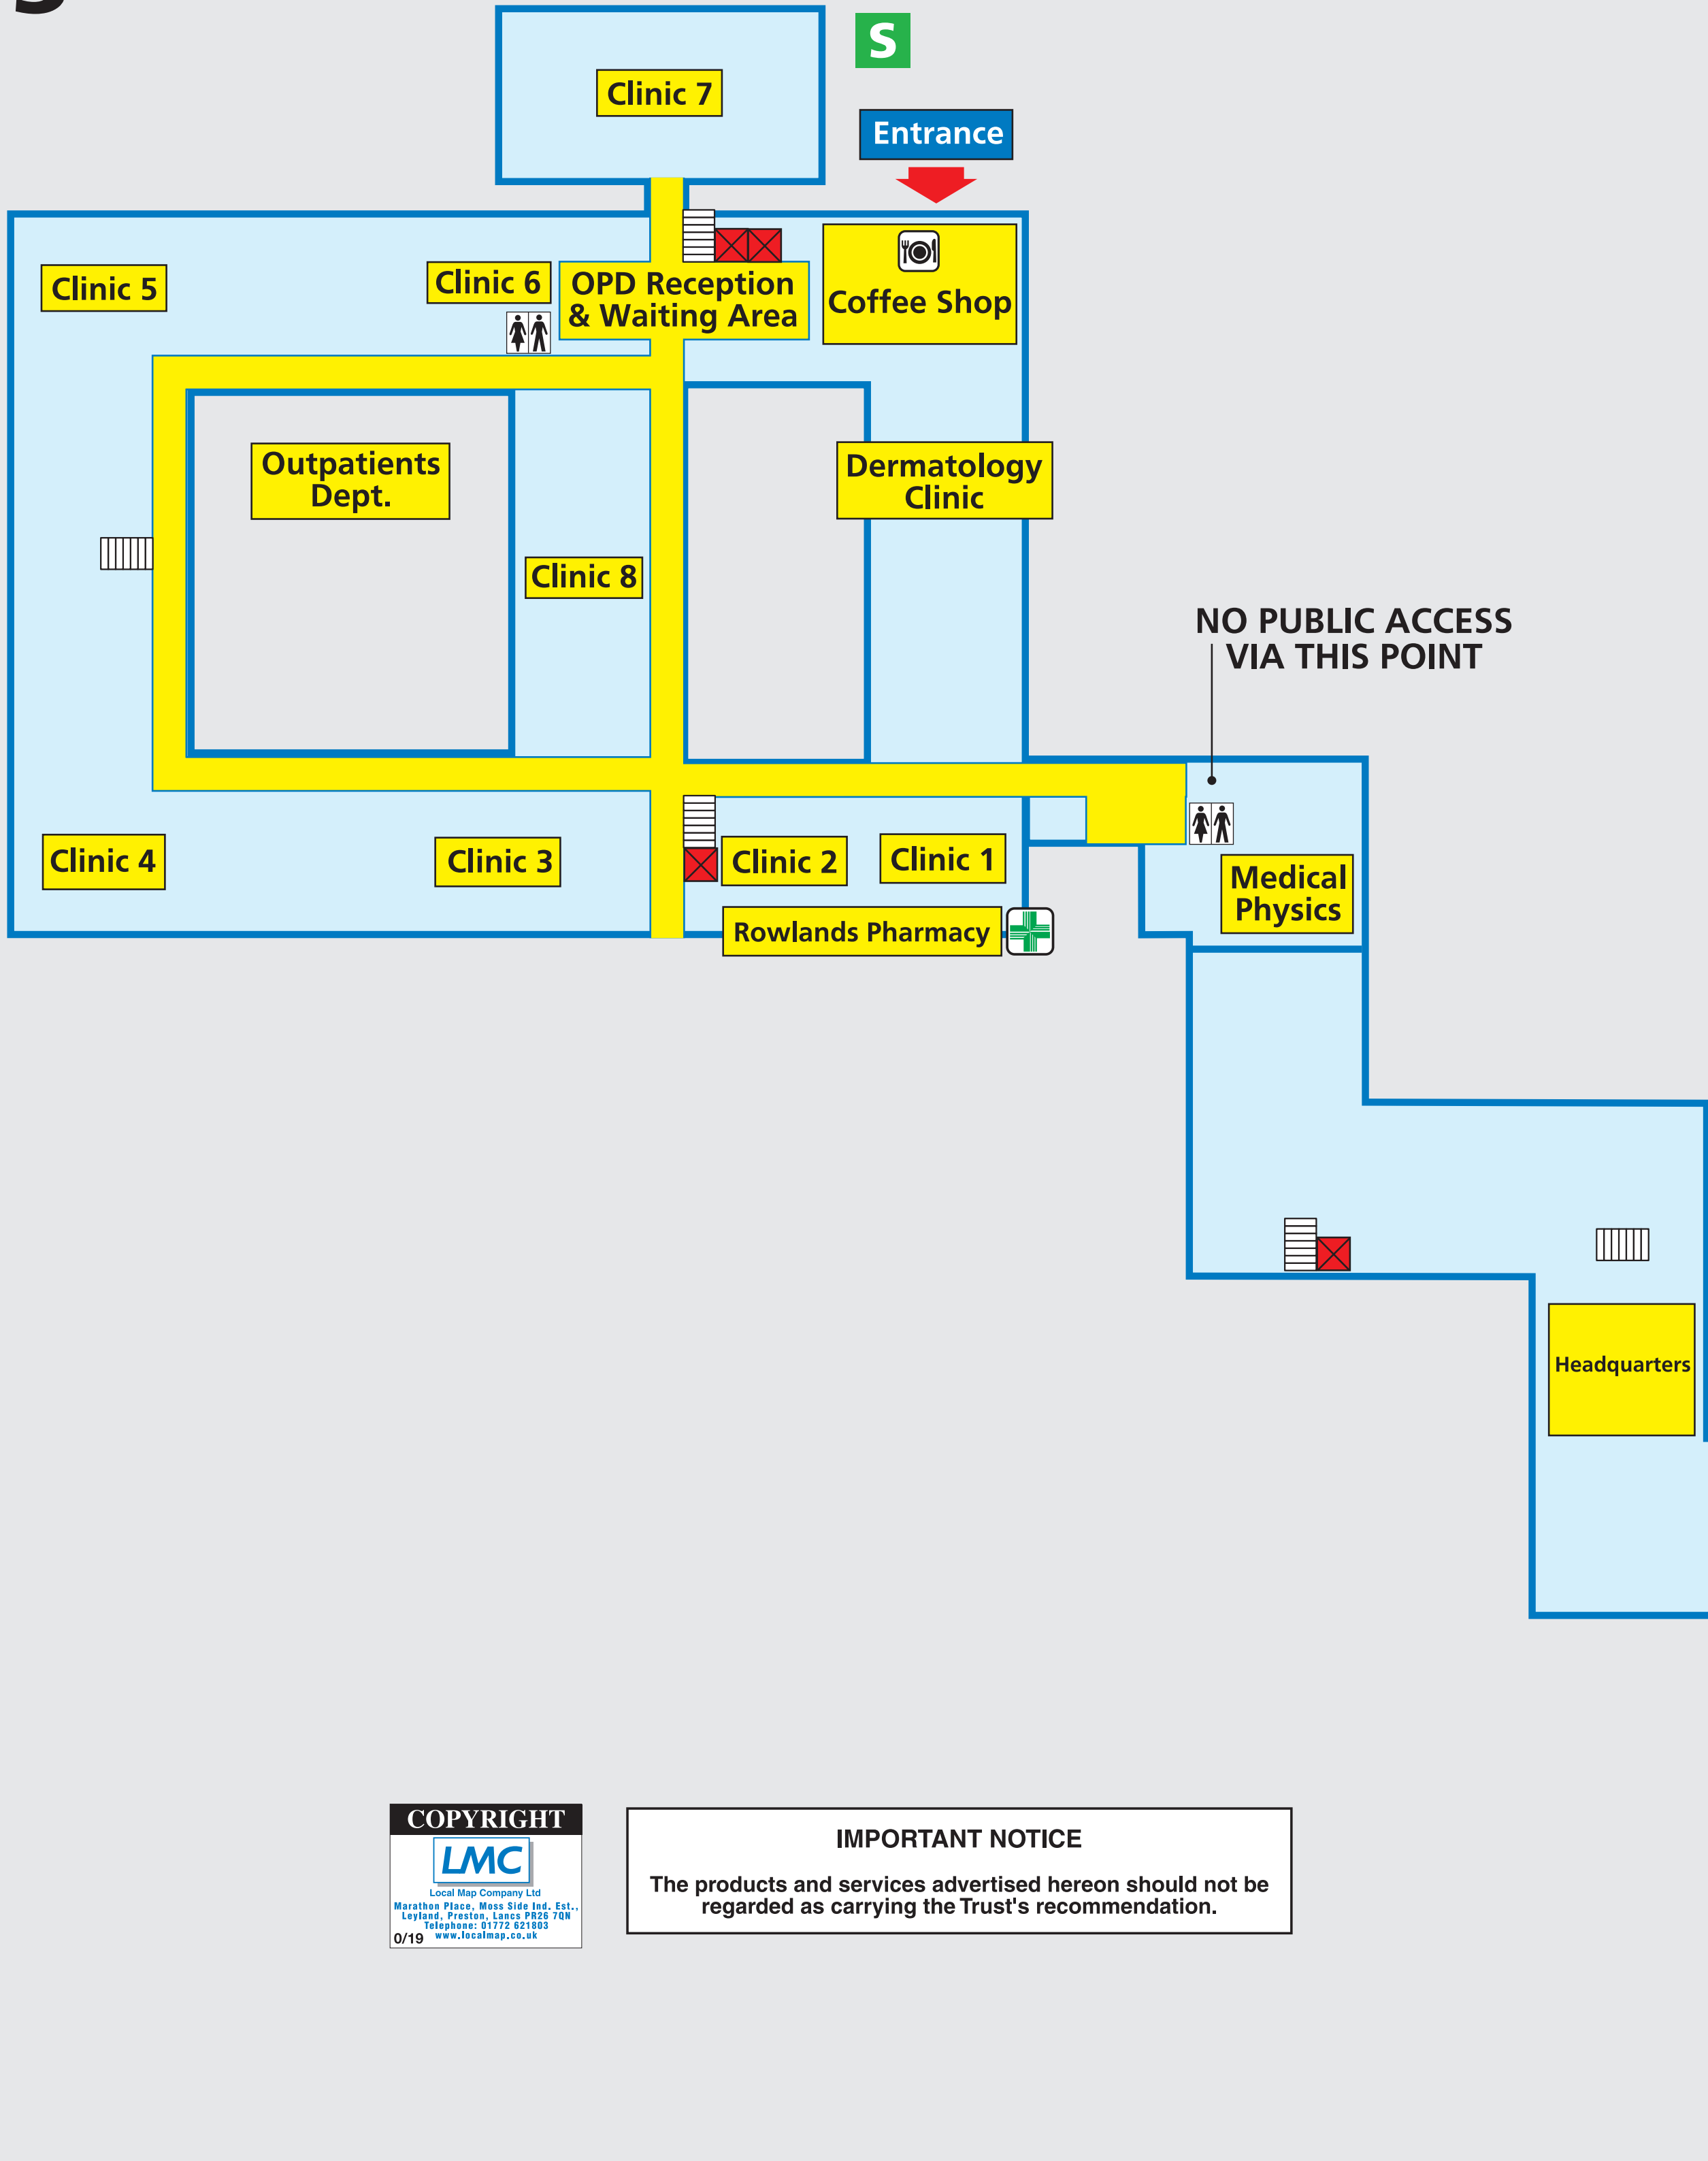 S
Clinic 7
Entrance
Clinic 5
Clinic 6
OPD Reception
& Waiting Area
Coffee Shop
Outpatients
Dept.
Dermatology
Clinic
Clinic 8
NO PUBLIC ACCESS
VIA THIS POINT
Clinic 4
Clinic 3
Clinic 2
Clinic 1
Medical
Physics
Rowlands Pharmacy
Headquarters
COPYRIGHT
LMC
Local Map Company Ltd
Marathon Place, Moss Side Ind. Est.,
Leyland, Preston, Lancs PR26 7QN
Telephone: 01772 621803
www.localmap.co.uk
0/19
IMPORTANT NOTICE
The products and services advertised hereon should not be
regarded as carrying the Trust's recommendation.